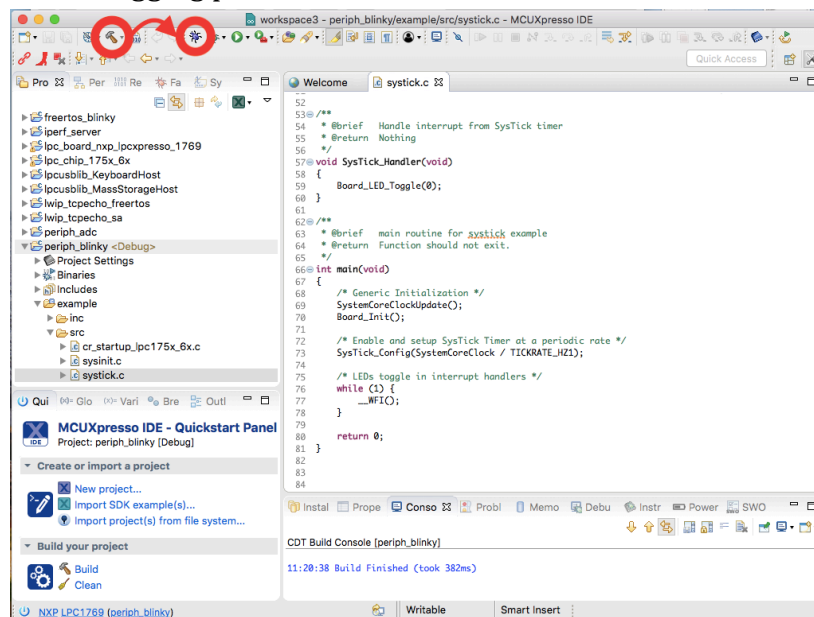 workspace3 - periph_blinky/example/src/systick.c - MCUXpresso IDE
010
Quick Access
Pro Per Re Fa Sy
Welcome systick.c
freertos_blinky
iperf_server
lpc_board_nxp_lpcxpresso_1769
lpc_chip_175x_6x
lpcusblib_KeyboardHost
lpcusblib_MassStorageHost
lwip_tcpecho_freertos
lwip_tcpecho_sa
periph_adc
periph_blinky <Debug>
Project Settings
Binaries
Includes
example
inc
src
cr_startup_lpc175x_6x.c
sysinit.c
systick.c
52
53 /**
54 * @brief Handle interrupt from SysTick timer
55 * @return Nothing
56 */
57 void SysTick_Handler(void)
58 {
59 Board_LED_Toggle(0);
60 }
61
62 /**
63 * @brief main routine for systick example
64 * @return Function should not exit.
65 */
66 int main(void)
67 {
68 /* Generic Initialization */
69 SystemCoreClockUpdate();
70 Board_Init();
71
72 /* Enable and setup SysTick Timer at a periodic rate */
73 SysTick_Config(SystemCoreClock / TICKRATE_HZ1);
74
75 /* LEDs toggle in interrupt handlers */
76 while (1) {
77 __WFI();
78 }
79
80 return 0;
81 }
82
83
84
Qui Glo Vari Bre Outl
MCUXpresso IDE - Quickstart Panel
IDE
Project: periph_blinky [Debug]
Create or import a project
New project...
Import SDK example(s)...
Import project(s) from file system...
Build your project
Build
Clean
Instal Prope Conso Probl Memo Debu Instr Power SWO
CDT Build Console [periph_blinky]
11:20:38 Build Finished (took 382ms)
NXP LPC1769 (periph_blinky) Writable Smart Insert